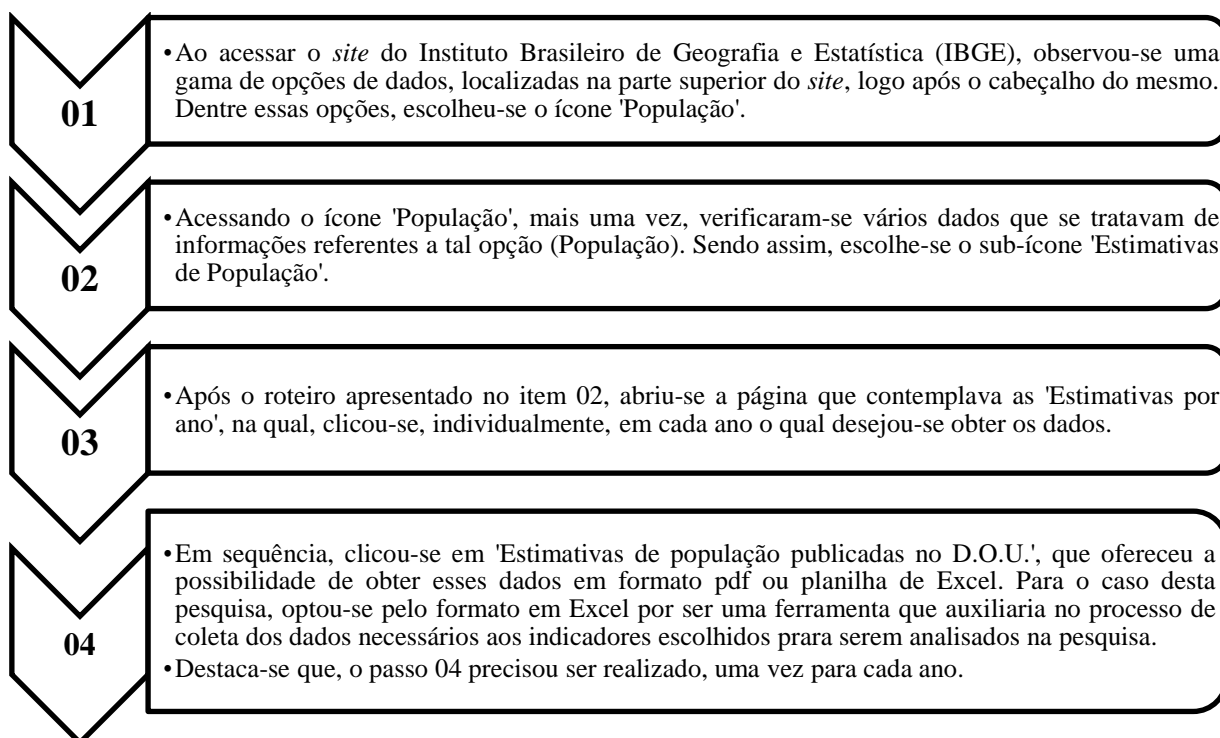 01
•Ao acessar o site do Instituto Brasileiro de Geografia e Estatística (IBGE), observou-se uma
gama de opções de dados, localizadas na parte superior do site, logo após o cabeçalho do mesmo.
Dentre essas opções, escolheu-se o ícone 'População'.
02
•Acessando o ícone 'População', mais uma vez, verificaram-se vários dados que se tratavam de
informações referentes a tal opção (População). Sendo assim, escolhe-se o sub-ícone 'Estimativas
de População'.
03
•Após o roteiro apresentado no item 02, abriu-se a página que contemplava as 'Estimativas por
ano', na qual, clicou-se, individualmente, em cada ano o qual desejou-se obter os dados.
04
•Em sequência, clicou-se em 'Estimativas de população publicadas no D.O.U.', que ofereceu a
possibilidade de obter esses dados em formato pdf ou planilha de Excel. Para o caso desta
pesquisa, optou-se pelo formato em Excel por ser uma ferramenta que auxiliaria no processo de
coleta dos dados necessários aos indicadores escolhidos prara serem analisados na pesquisa.
•Destaca-se que, o passo 04 precisou ser realizado, uma vez para cada ano.